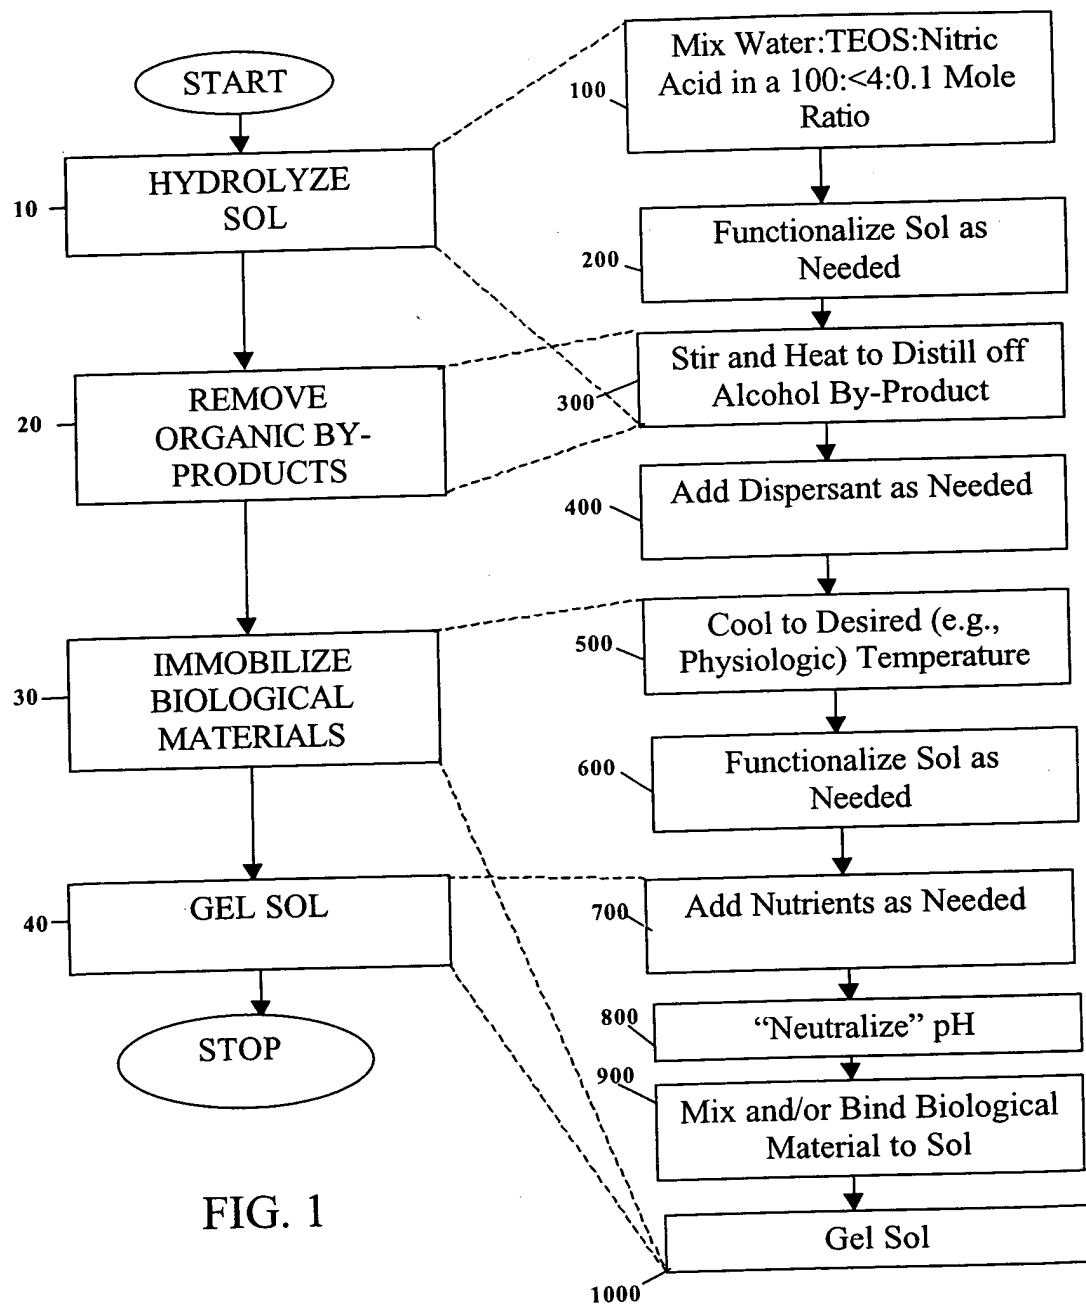 START
10
HYDROLYZE
SOL
20
REMOVE
ORGANIC BY-
PRODUCTS
30
IMMOBILIZE
BIOLOGICAL
MATERIALS
40
GEL SOL
STOP
FIG. 1
100
Mix Water:TEOS:Nitric
Acid in a 100:<4:0.1 Mole
Ratio
200
Functionalize Sol as
Needed
300
Stir and Heat to Distill off
Alcohol By-Product
400
Add Dispersant as Needed
500
Cool to Desired (e.g.,
Physiologic) Temperature
600
Functionalize Sol as
Needed
700
Add Nutrients as Needed
800
“Neutralize” pH
900
Mix and/or Bind Biological
Material to Sol
1000
Gel Sol